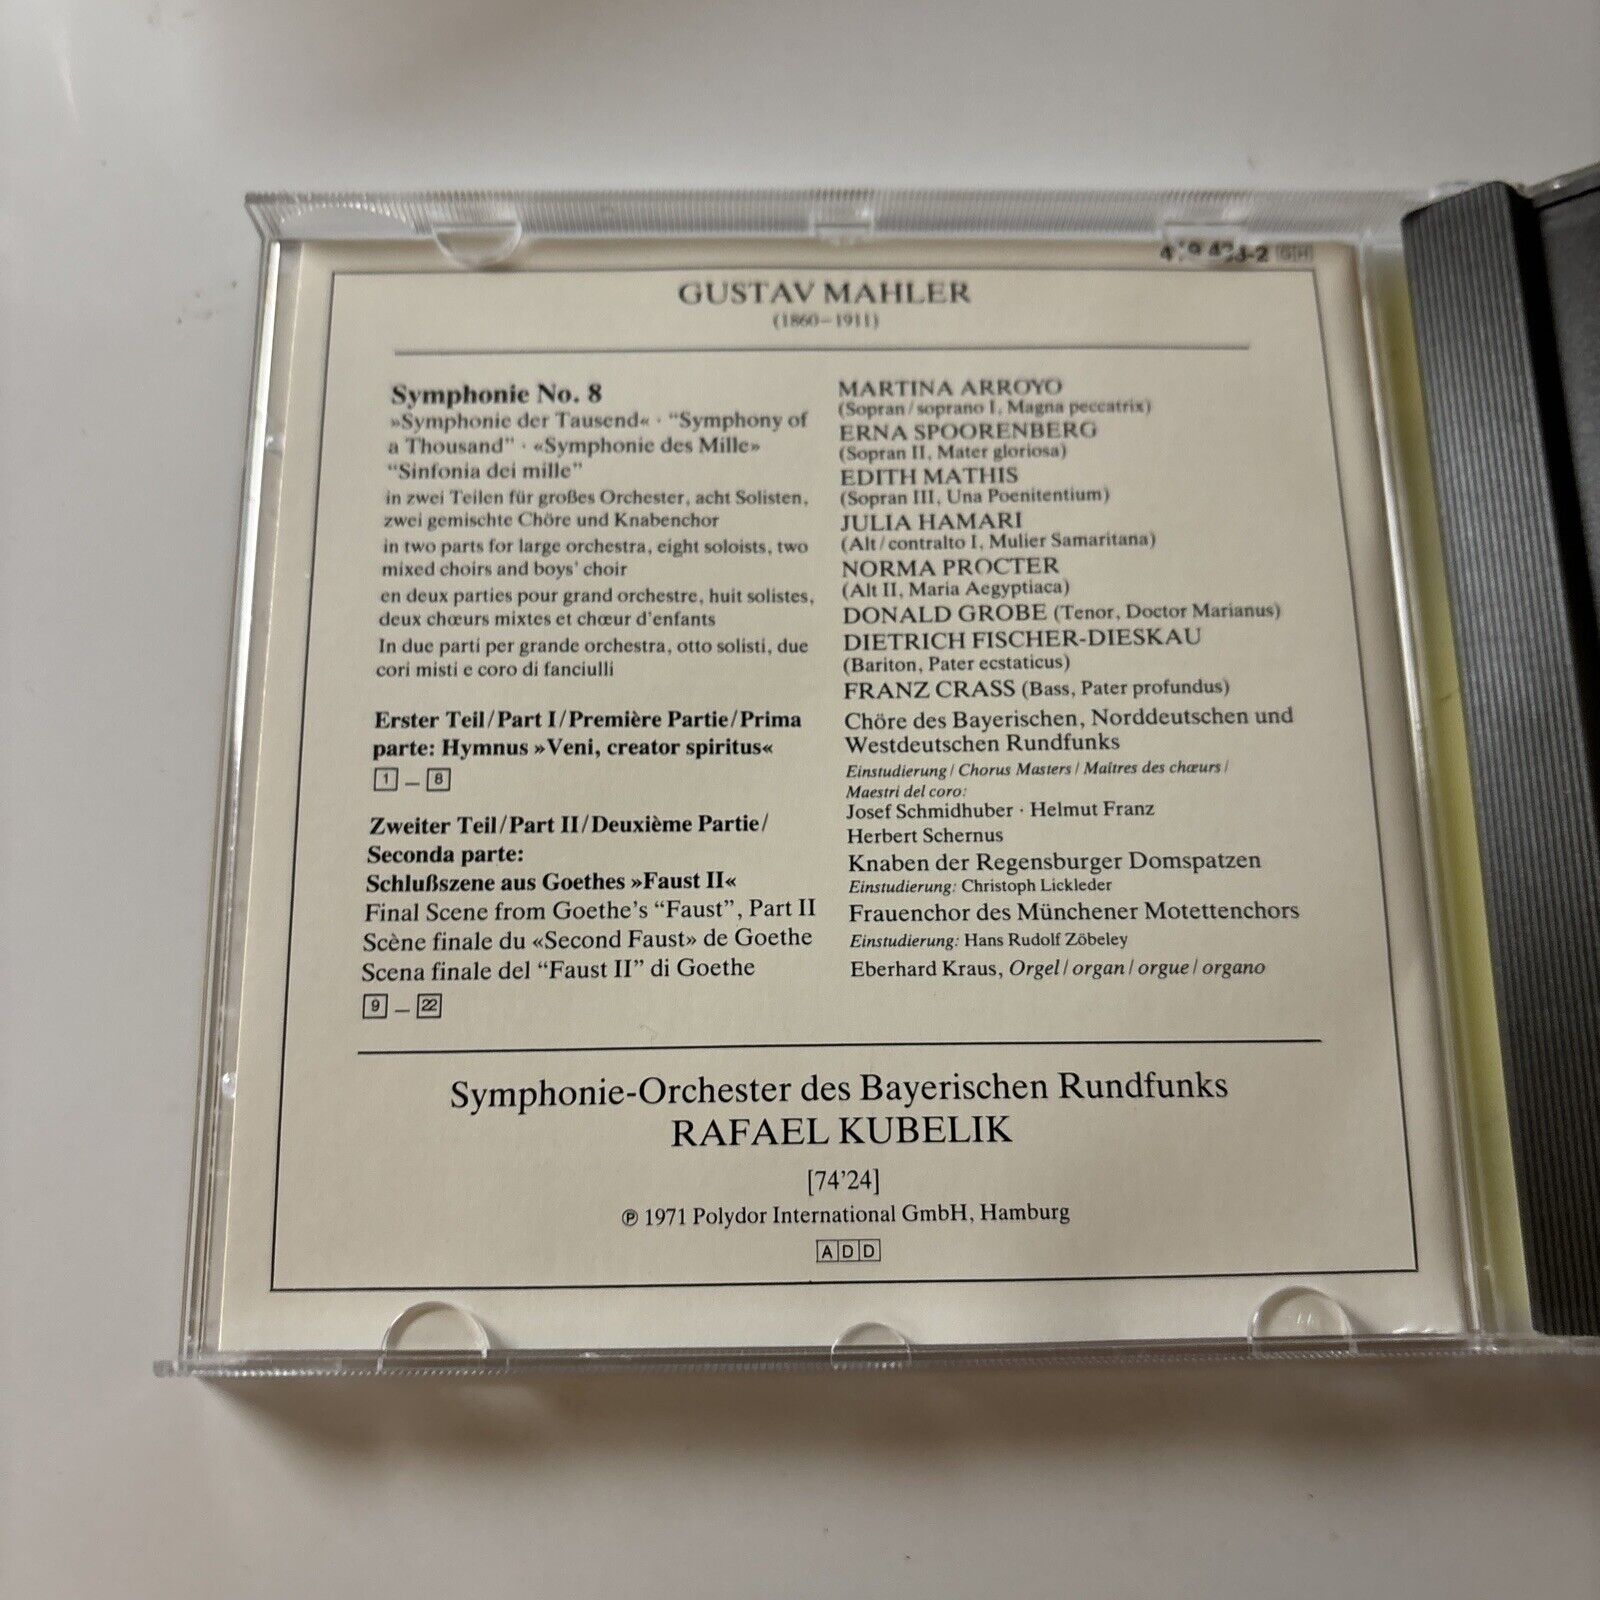 GH
GUSTAV MAHLER
(1860–1911)
Symphonie No. 8
»Symphonie der Tausend« · “Symphony of
a Thousand” · «Symphonie des Mille»
“Sinfonia dei mille”
in zwei Teilen für großes Orchester, acht Solisten,
zwei gemischte Chöre und Knabenchor
in two parts for large orchestra, eight soloists, two
mixed choirs and boys’ choir
en deux parties pour grand orchestre, huit solistes,
deux chœurs mixtes et chœur d’enfants
In due parti per grande orchestra, otto solisti, due
cori misti e coro di fanciulli
Erster Teil/Part I/Première Partie/Prima
parte: Hymnus »Veni, creator spiritus«
1 – 8
Zweiter Teil/Part II/Deuxième Partie/
Seconda parte:
Schlußszene aus Goethes »Faust II«
Final Scene from Goethe’s “Faust”, Part II
Scène finale du «Second Faust» de Goethe
Scena finale del “Faust II” di Goethe
9 – 22
MARTINA ARROYO
(Sopran/soprano I, Magna peccatrix)
ERNA SPOORENBERG
(Sopran II, Mater gloriosa)
EDITH MATHIS
(Sopran III, Una Poenitentium)
JULIA HAMARI
(Alt/contralto I, Mulier Samaritana)
NORMA PROCTER
(Alt II, Maria Aegyptiaca)
DONALD GROBE (Tenor, Doctor Marianus)
DIETRICH FISCHER-DIESKAU
(Bariton, Pater ecstaticus)
FRANZ CRASS (Bass, Pater profundus)
Chöre des Bayerischen, Norddeutschen und
Westdeutschen Rundfunks
Einstudierung/Chorus Masters/Maîtres des chœurs/
Maestri del coro:
Josef Schmidhuber · Helmut Franz
Herbert Schernus
Knaben der Regensburger Domspatzen
Einstudierung: Christoph Lickleder
Frauenchor des Münchener Motettenchors
Einstudierung: Hans Rudolf Zöbeley
Eberhard Kraus, Orgel/organ/orgue/organo
Symphonie-Orchester des Bayerischen Rundfunks
RAFAEL KUBELIK
[74’24]
℗ 1971 Polydor International GmbH, Hamburg
ADD